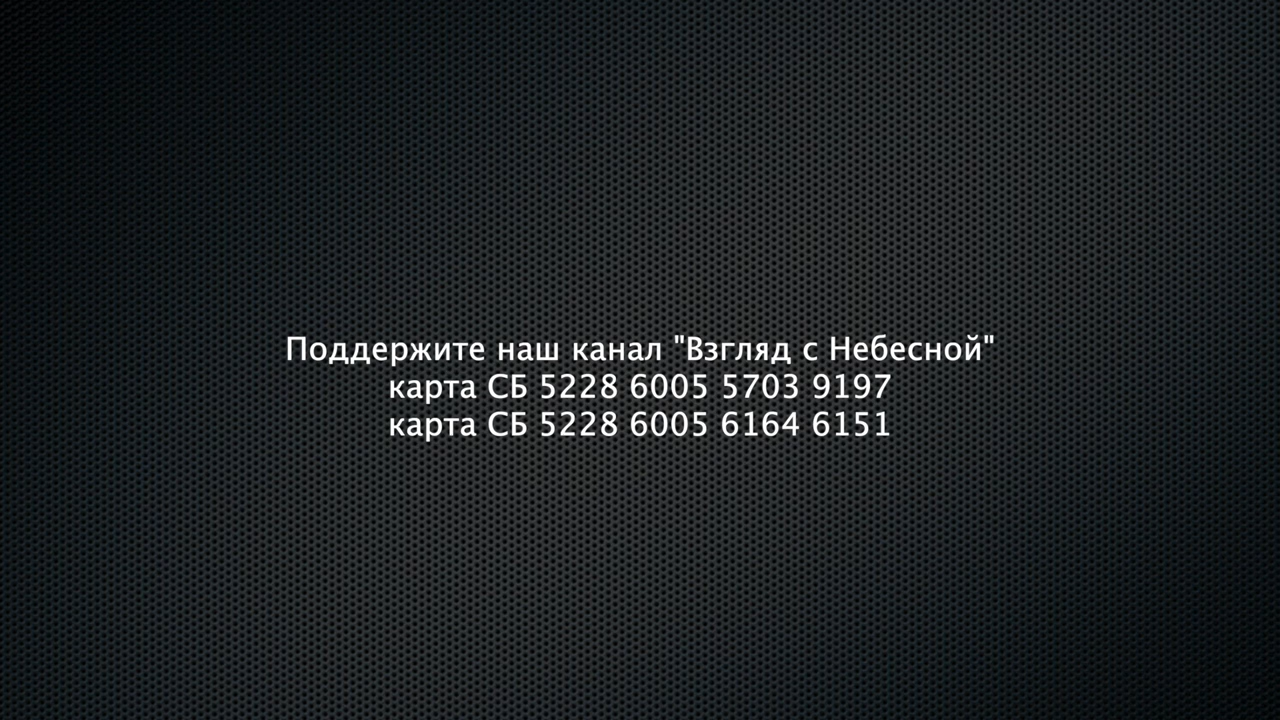 Поддержите наш канал "Взгляд с Небесной"
карта СБ 5228 6005 5703 9197
карта СБ 5228 6005 6164 6151